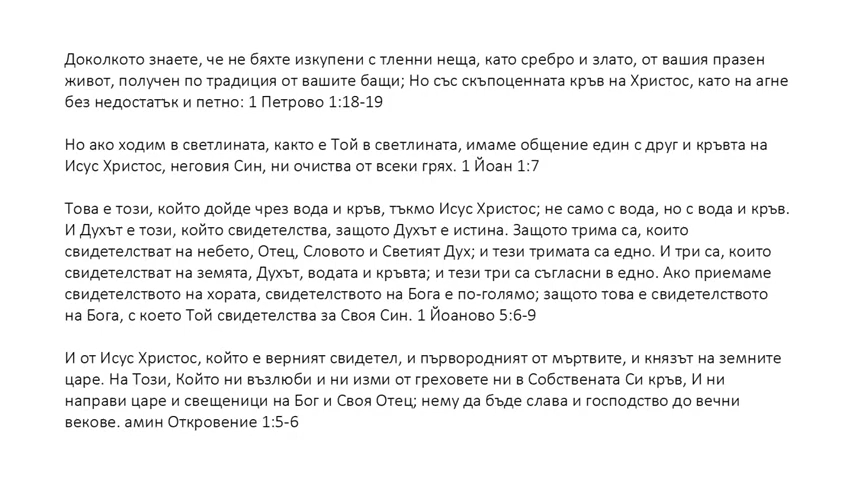 Доколкото знаете, че не бяхте изкупени с тленни неща, като сребро и злато, от вашия празен
живот, получен по традиция от вашите бащи; Но със скъпоценната кръв на Христос, като на агне
без недостатък и петно: 1 Петрово 1:18-19
Но ако ходим в светлината, както е Той в светлината, имаме общение един с друг и кръвта на
Исус Христос, неговия Син, ни очиства от всеки грях. 1 Йоан 1:7
Това е този, който дойде чрез вода и кръв, тъкмо Исус Христос; не само с вода, но с вода и кръв.
И Духът е този, който свидетелства, защото Духът е истина. Защото трима са, които
свидетелстват на небето, Отец, Словото и Светият Дух; и тези тримата са едно. И три са, които
свидетелстват на земята, Духът, водата и кръвта; и тези три са съгласни в едно. Ако приемаме
свидетелството на хората, свидетелството на Бога е по-голямо; защото това е свидетелството
на Бога, с което Той свидетелства за Своя Син. 1 Йоаново 5:6-9
И от Исус Христос, който е верният свидетел, и първородният от мъртвите, и князът на земните
царе. На Този, Който ни възлюби и ни изми от греховете ни в Собствената Си кръв, И ни
направи царе и свещеници на Бог и Своя Отец; нему да бъде слава и господство до вечни
векове. амин Откровение 1:5-6